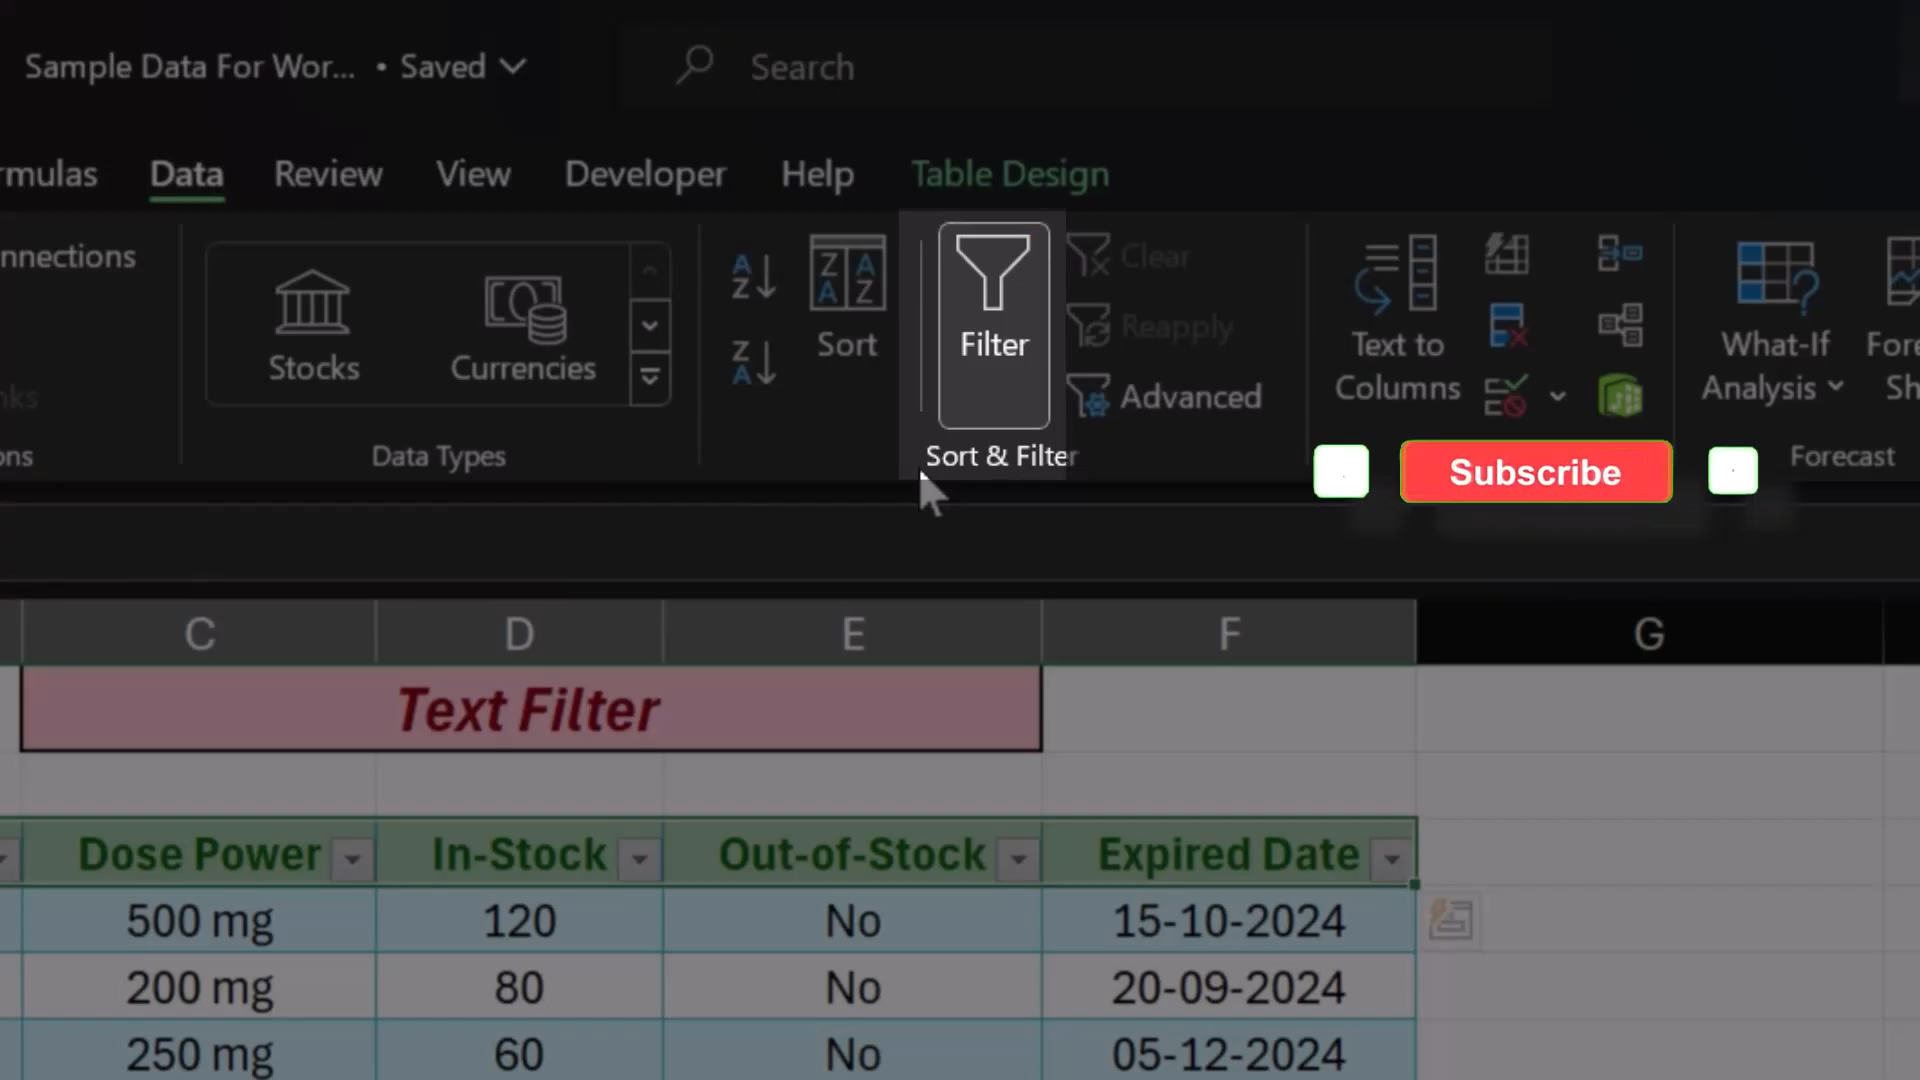 Sample Data For Wor... • Saved
Search
rmulas Data Review View Developer Help Table Design
nnections
Stocks
Currencies
Sort
Filter
Clear
Reapply
Advanced
Text to
Columns
What-If
Analysis
Fore
Sh
nks
ons
Data Types
Sort & Filter
Forecast
Subscribe
C D E F G
Text Filter
Dose Power In-Stock Out-of-Stock Expired Date
500 mg 120 No 15-10-2024
200 mg 80 No 20-09-2024
250 mg 60 No 05-12-2024